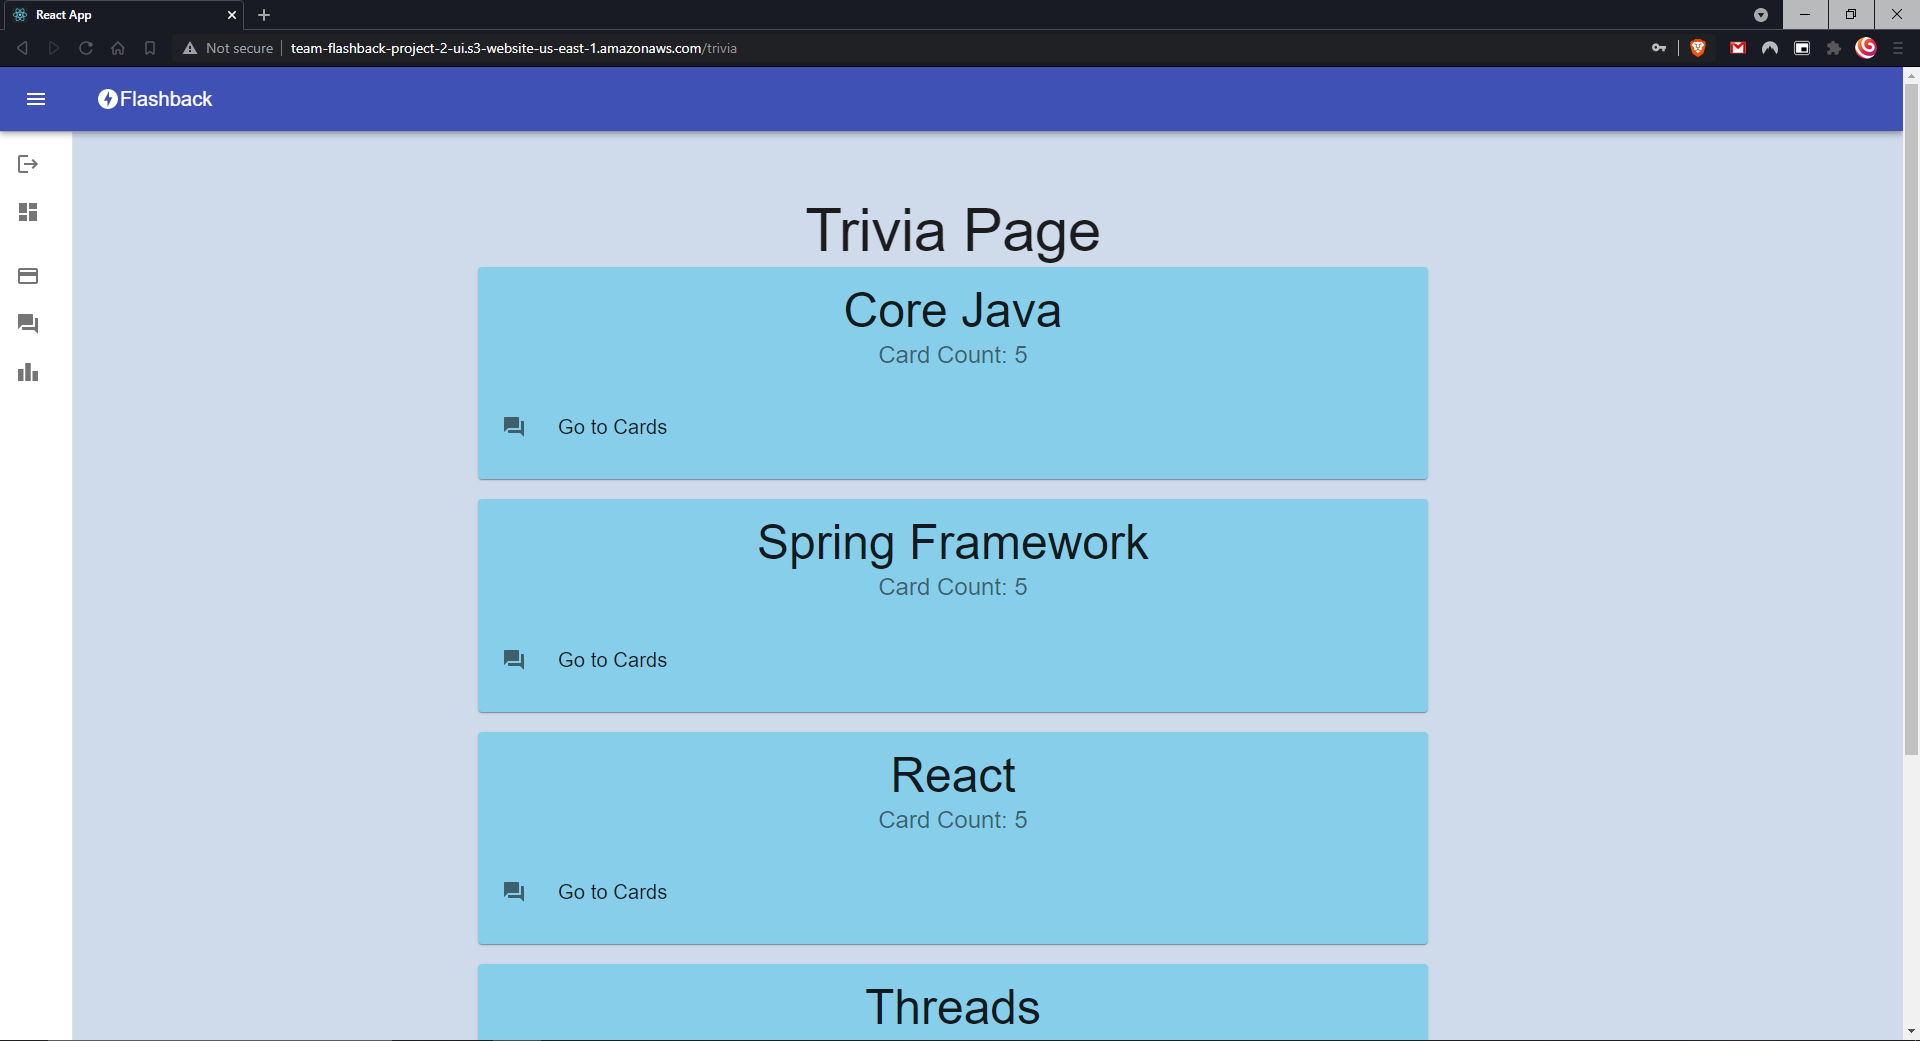 React App
Not secure
team-flashback-project-2-ui.s3-website-us-east-1.amazonaws.com/trivia
Flashback
Trivia Page
Core Java
Card Count: 5
Go to Cards
Spring Framework
Card Count: 5
Go to Cards
React
Card Count: 5
Go to Cards
Threads